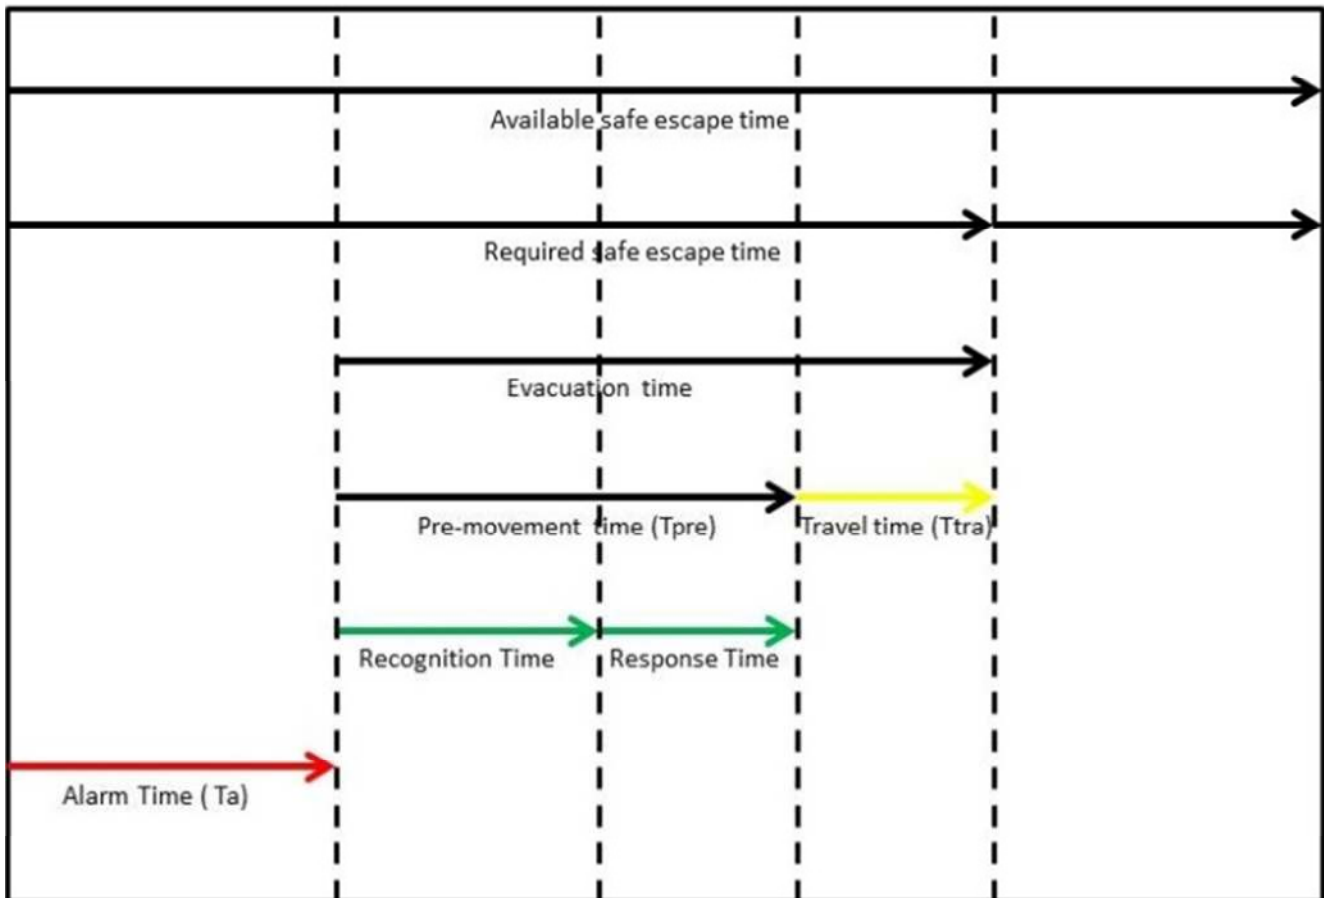 Available safe escape time
Required safe escape time
Evacuation time
Pre-movement time (Tpre)
Travel time (Ttra)
Recognition Time
Response Time
Alarm Time ( Ta)